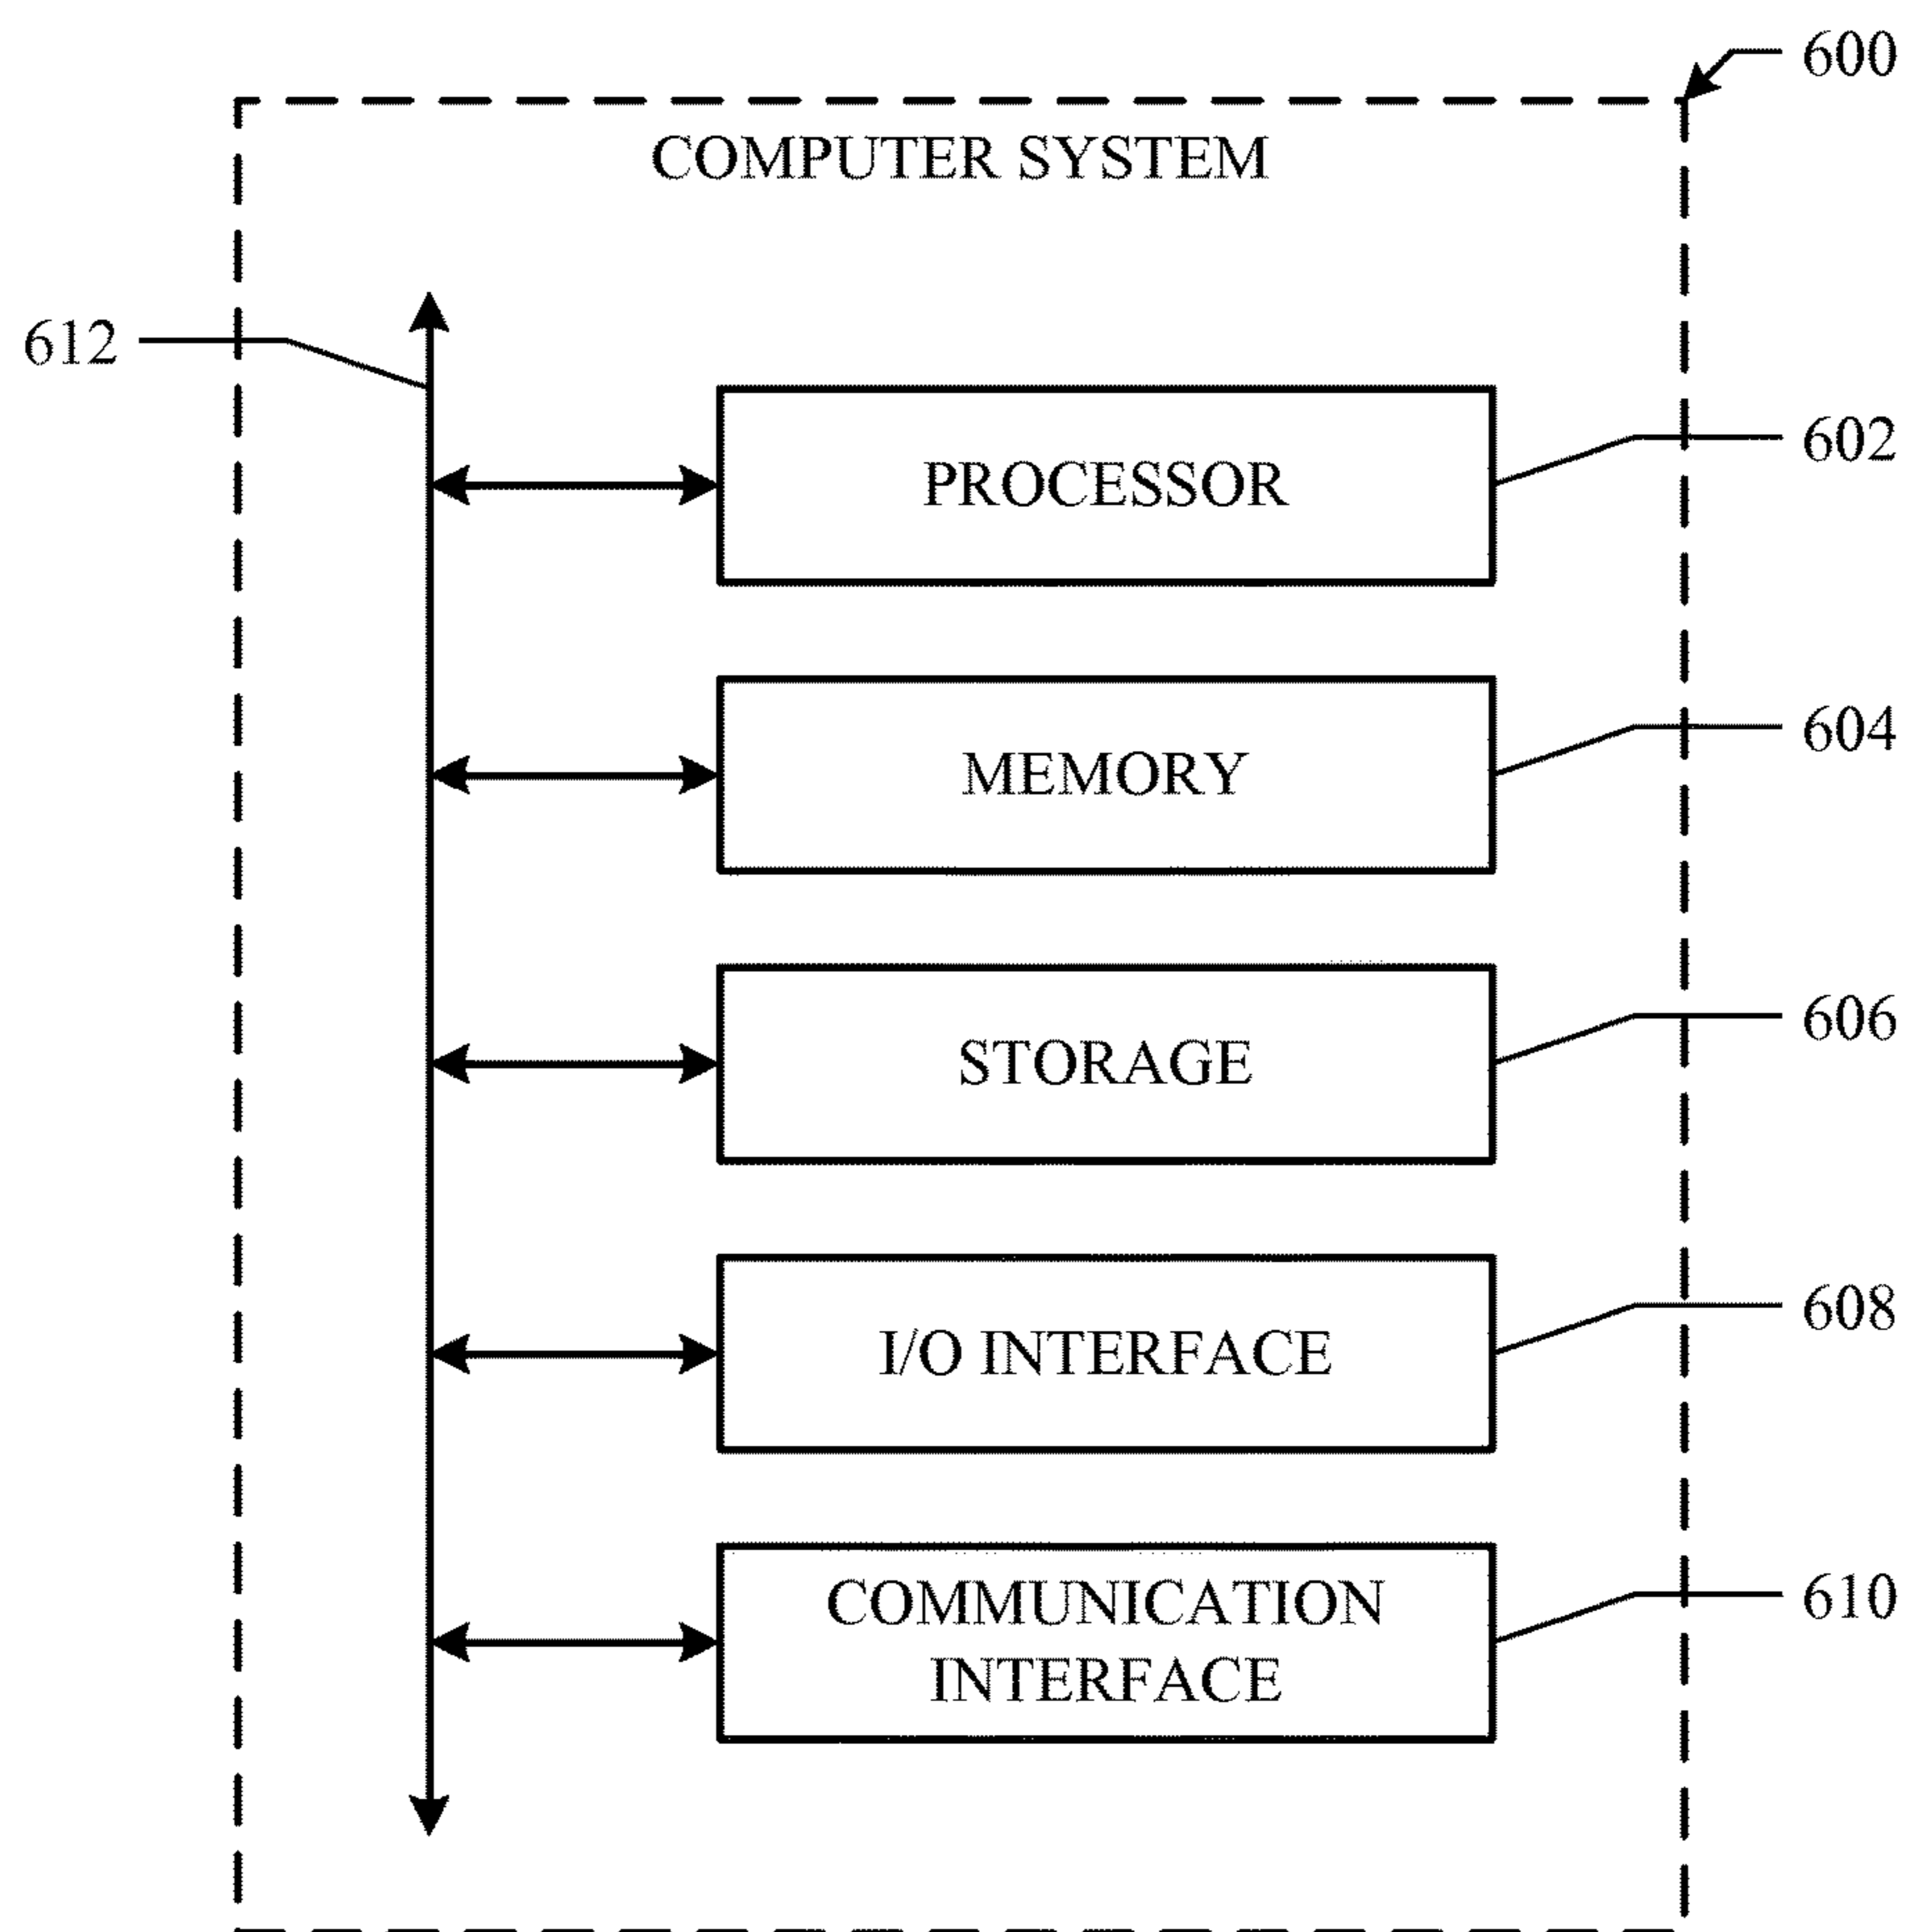 600
COMPUTER SYSTEM
612
PROCESSOR
602
MEMORY
604
STORAGE
606
I/O INTERFACE
608
COMMUNICATION
INTERFACE
610